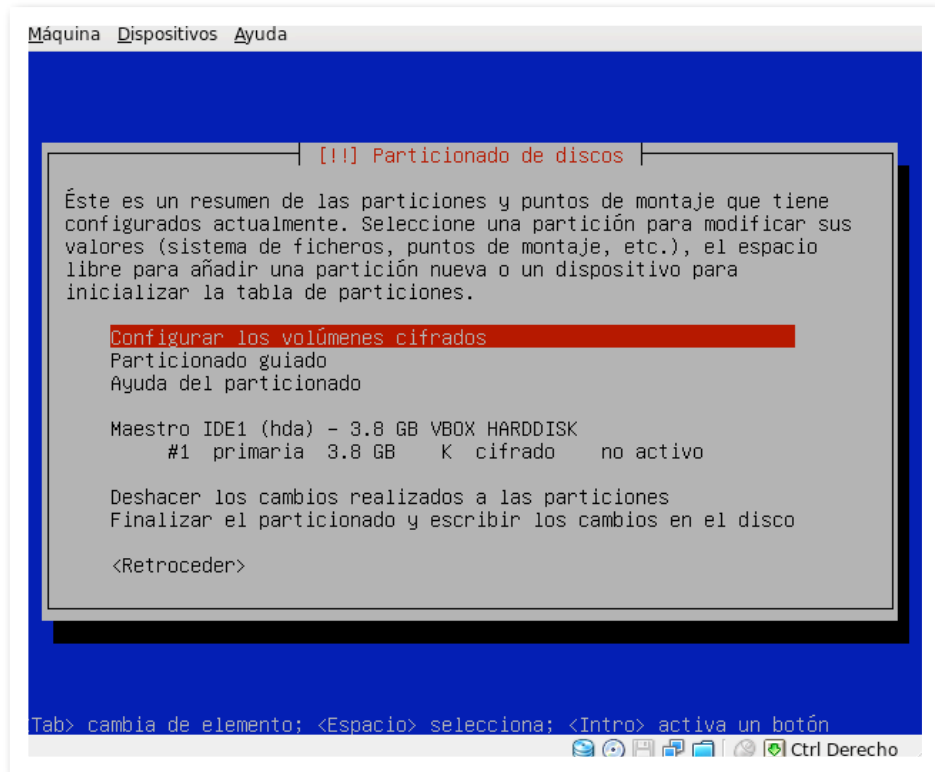 Máquina Dispositivos Ayuda
[!!] Particionado de discos
Éste es un resumen de las particiones y puntos de montaje que tiene
configurados actualmente. Seleccione una partición para modificar sus
valores (sistema de ficheros, puntos de montaje, etc.), el espacio
libre para añadir una partición nueva o un dispositivo para
inicializar la tabla de particiones.
Configurar los volúmenes cifrados
Particionado guiado
Ayuda del particionado
Maestro IDE1 (hda) – 3.8 GB VBOX HARDDISK
#1 primaria 3.8 GB K cifrado no activo
Deshacer los cambios realizados a las particiones
Finalizar el particionado y escribir los cambios en el disco
<Retroceder>
Tab> cambia de elemento; <Espacio> selecciona; <Intro> activa un botón
Ctrl Derecho